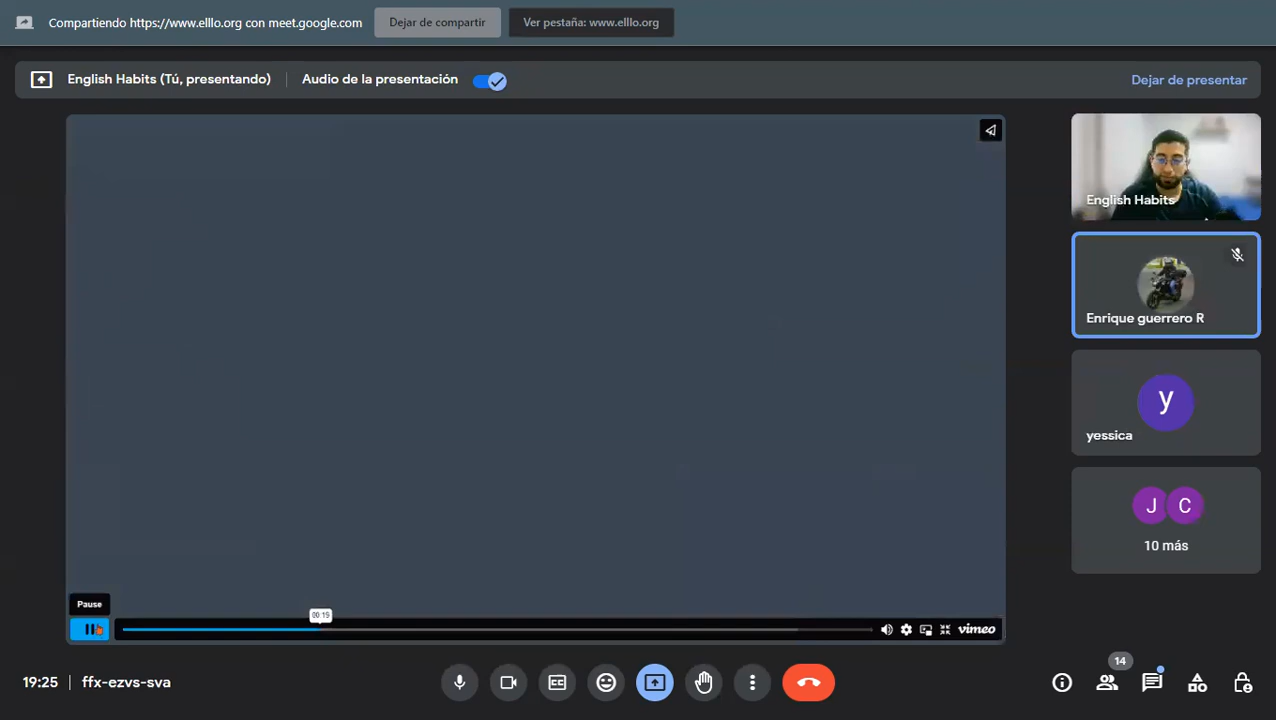 Compartiendo https://www.elllo.org con meet.google.com
Dejar de compartir
Ver pestaña: www.elllo.org
English Habits (Tú, presentando)
Audio de la presentación
Dejar de presentar
English Habits
Enrique guerrero R
y
yessica
J C
10 más
Pause
00:19
vimeo
19:25 | ffx-ezvs-sva
14